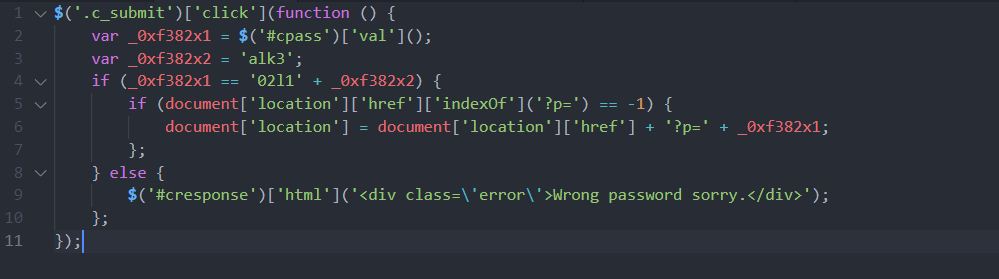 1 $('.c_submit')['click'](function () {
2 var _0xf382x1 = $('#cpass')['val']();
3 var _0xf382x2 = 'alk3';
4 if (_0xf382x1 == '02l1' + _0xf382x2) {
5 if (document['location']['href']['indexOf']('?p=') == -1) {
6 document['location'] = document['location']['href'] + '?p=' + _0xf382x1;
7 };
8 } else {
9 $('#cresponse')['html']('<div class=\'error\'>Wrong password sorry.</div>');
10 };
11 });